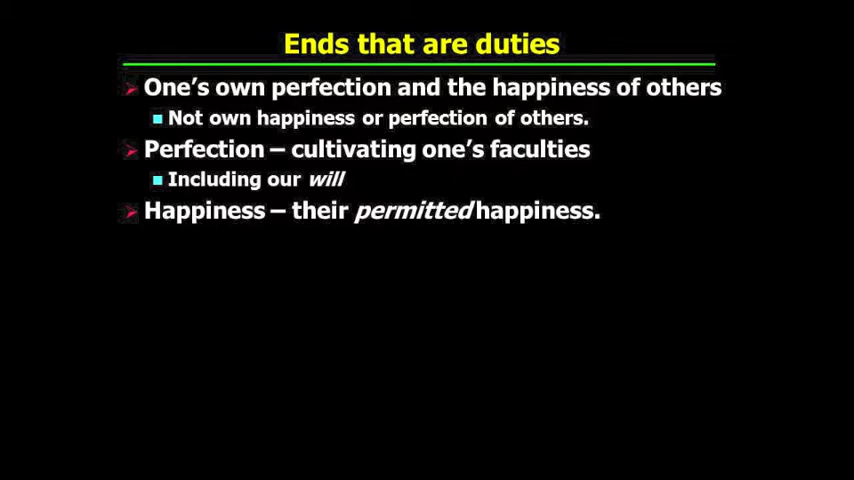 Ends that are duties
One's own perfection and the happiness of others
Not own happiness or perfection of others.
Perfection – cultivating one's faculties
Including our will
Happiness – their permitted happiness.